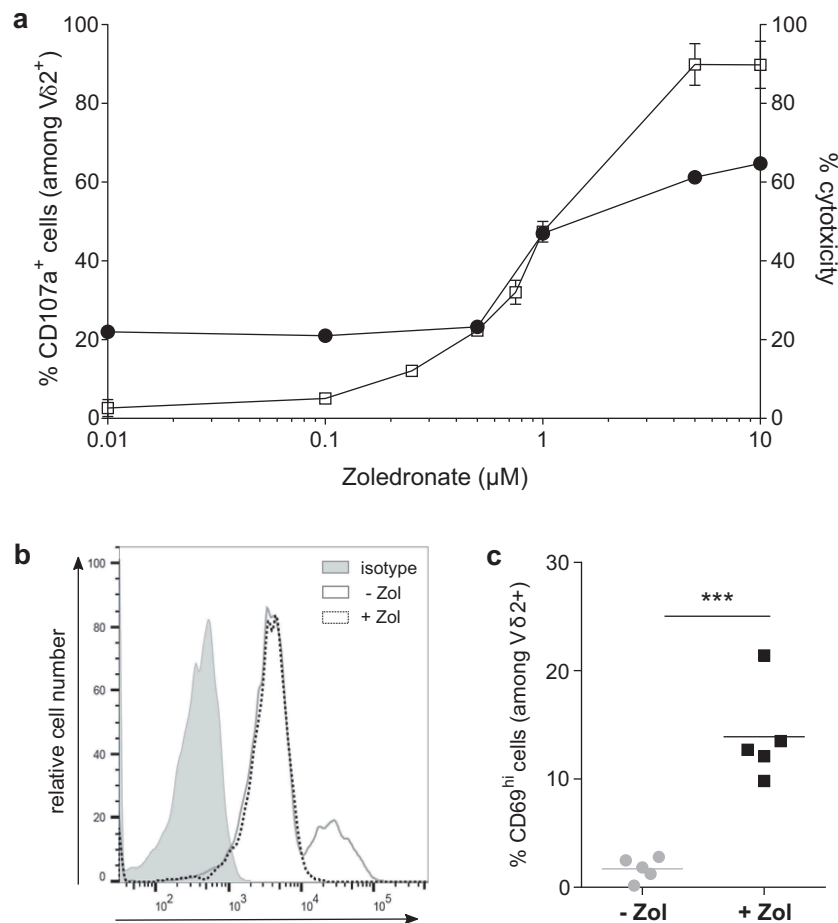 a
% CD107a+ cells (among Vδ2+)
100
80
60
40
20
0
100
80
60
40
20
0
% cytotxicity
0.01
0.1
1
10
Zoledronate (µM)
b
relative cell number
100
80
60
40
20
0
10²
10³
10⁴
10⁵
isotype
- Zol
+ Zol
c
% CD69hi cells (among Vδ2+)
30
20
10
0
***
- Zol
+ Zol